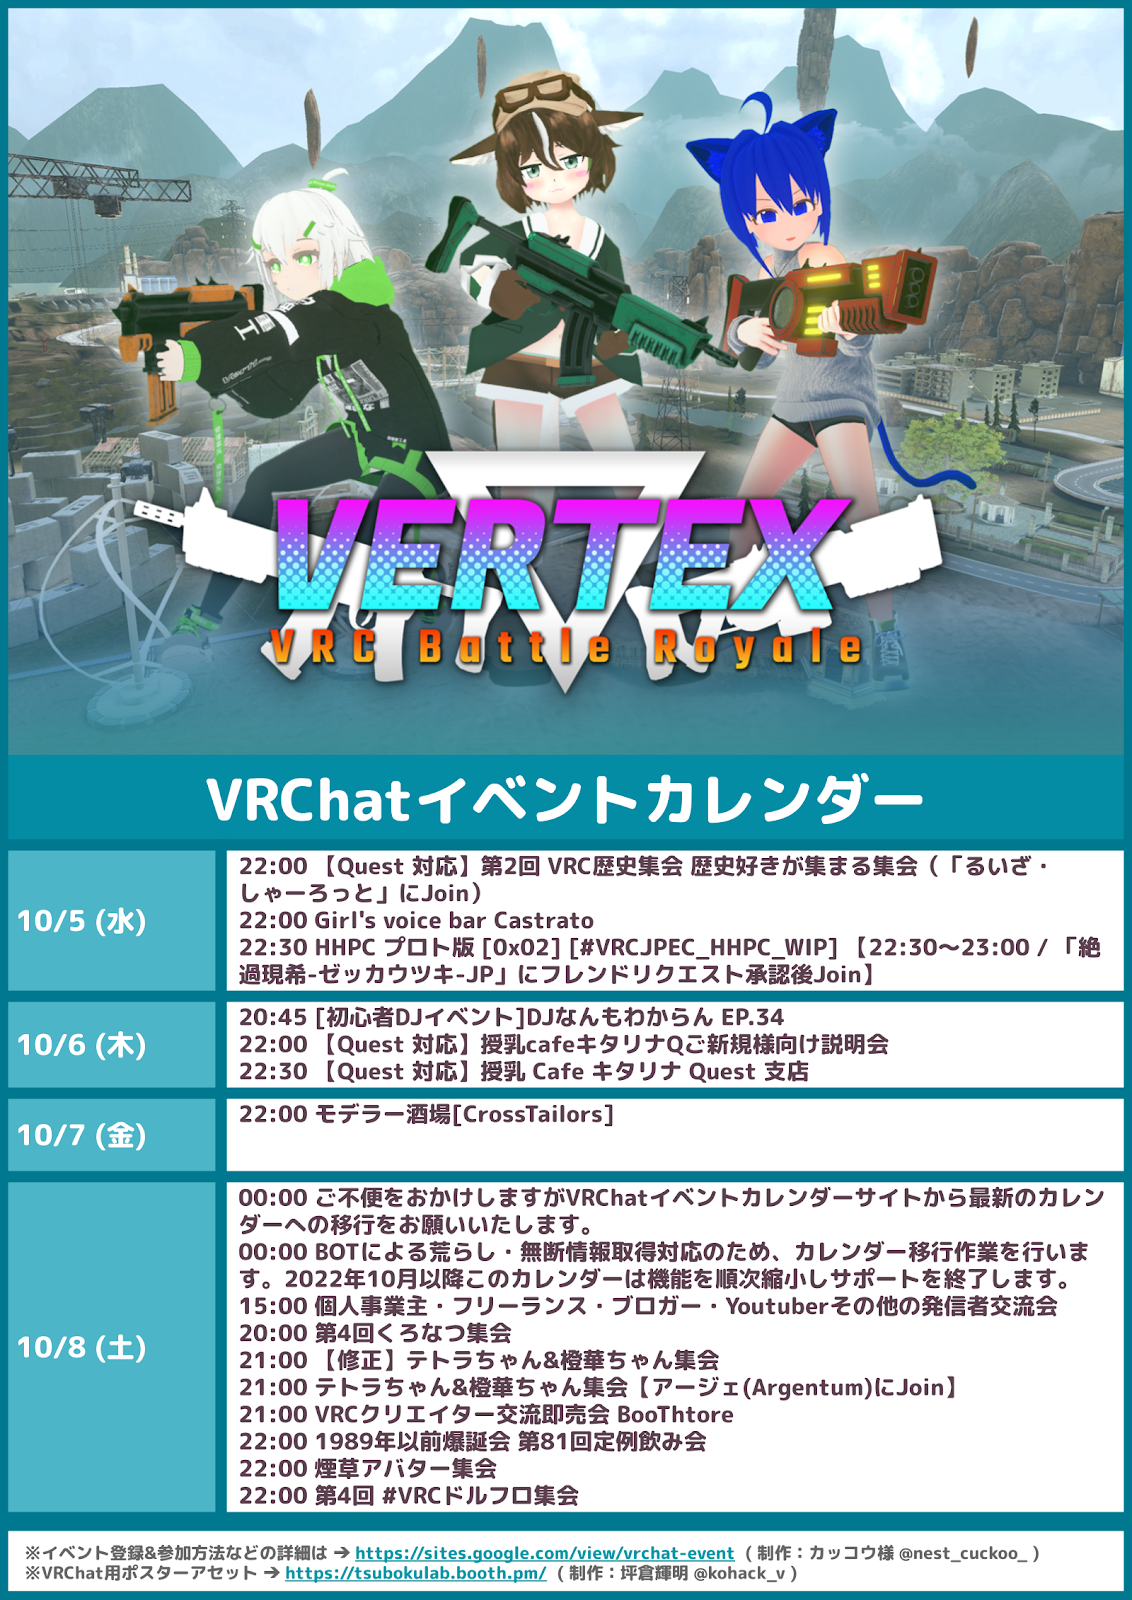 VERTEX
VRC Battle Royale
VRChatイベントカレンダー
10/5 (水)
22:00 【Quest 対応】第2回 VRC歴史集会 歴史好きが集まる集会（「るいざ・
しゃーろっと」にJoin）
22:00 Girl's voice bar Castrato
22:30 HHPC プロト版 [0x02] [#VRCJPEC_HHPC_WIP] 【22:30～23:00 / 「絶
過現希-ゼッカウツキ-JP」にフレンドリクエスト承認後Join】
10/6 (木)
20:45 [初心者DJイベント]DJなんもわからん EP.34
22:00 【Quest 対応】授乳cafeキタリナQご新規様向け説明会
22:30 【Quest 対応】授乳 Cafe キタリナ Quest 支店
10/7 (金)
22:00 モデラー酒場[CrossTailors]
10/8 (土)
00:00 ご不便をおかけしますがVRChatイベントカレンダーサイトから最新のカレン
ダーへの移行をお願いいたします。
00:00 BOTによる荒らし・無断情報取得対応のため、カレンダー移行作業を行いま
す。2022年10月以降このカレンダーは機能を順次縮小しサポートを終了します。
15:00 個人事業主・フリーランス・ブロガー・Youtuberその他の発信者交流会
20:00 第4回くろなつ集会
21:00 【修正】テトラちゃん&橙華ちゃん集会
21:00 テトラちゃん&橙華ちゃん集会【アージェ(Argentum)にJoin】
21:00 VRCクリエイター交流即売会 BooThtore
22:00 1989年以前爆誕会 第81回定例飲み会
22:00 煙草アバター集会
22:00 第4回 #VRCドルフロ集会
※イベント登録&参加方法などの詳細は → https://sites.google.com/view/vrchat-event ( 制作：カッコウ様 @nest_cuckoo_ )
※VRChat用ポスターアセット → https://tsubokulab.booth.pm/ ( 制作：坪倉輝明 @kohack_v )